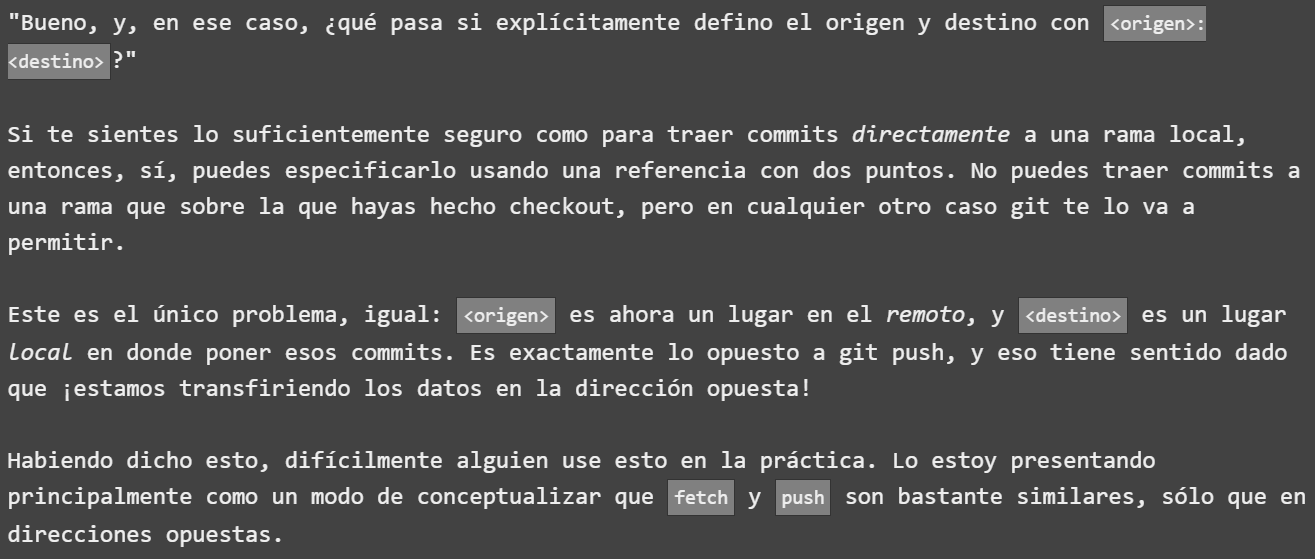 "Bueno, y, en ese caso, ¿qué pasa si explícitamente defino el origen y destino con <origen>:
<destino>?"
Si te sientes lo suficientemente seguro como para traer commits directamente a una rama local,
entonces, sí, puedes especificarlo usando una referencia con dos puntos. No puedes traer commits a
una rama que sobre la que hayas hecho checkout, pero en cualquier otro caso git te lo va a
permitir.
Este es el único problema, igual: <origen> es ahora un lugar en el remoto, y <destino> es un lugar
local en donde poner esos commits. Es exactamente lo opuesto a git push, y eso tiene sentido dado
que ¡estamos transfiriendo los datos en la dirección opuesta!
Habiendo dicho esto, difícilmente alguien use esto en la práctica. Lo estoy presentando
principalmente como un modo de conceptualizar que fetch y push son bastante similares, sólo que en
direcciones opuestas.